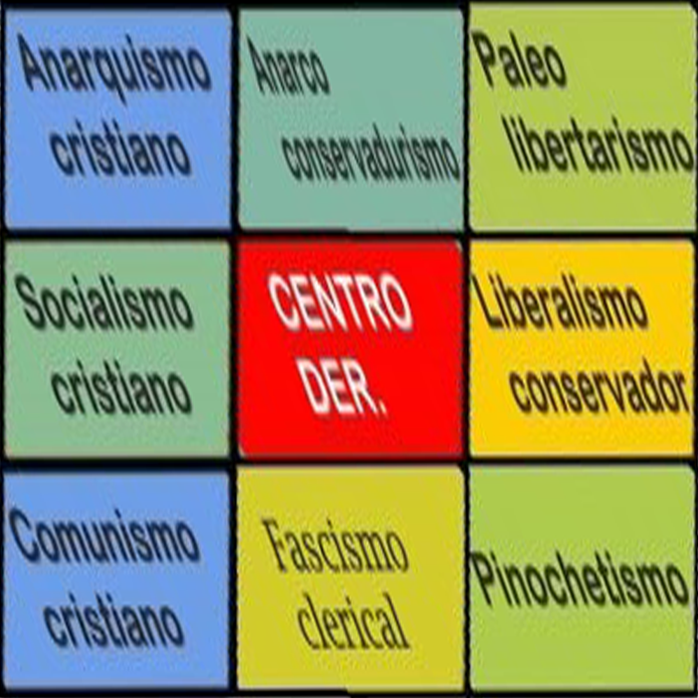 Anarquismo
cristiano
Anarco
conservadurismo
Paleo
libertarismo
Socialismo
cristiano
CENTRO
DER.
Liberalismo
conservador
Comunismo
cristiano
Fascismo
clerical
Pinochetismo